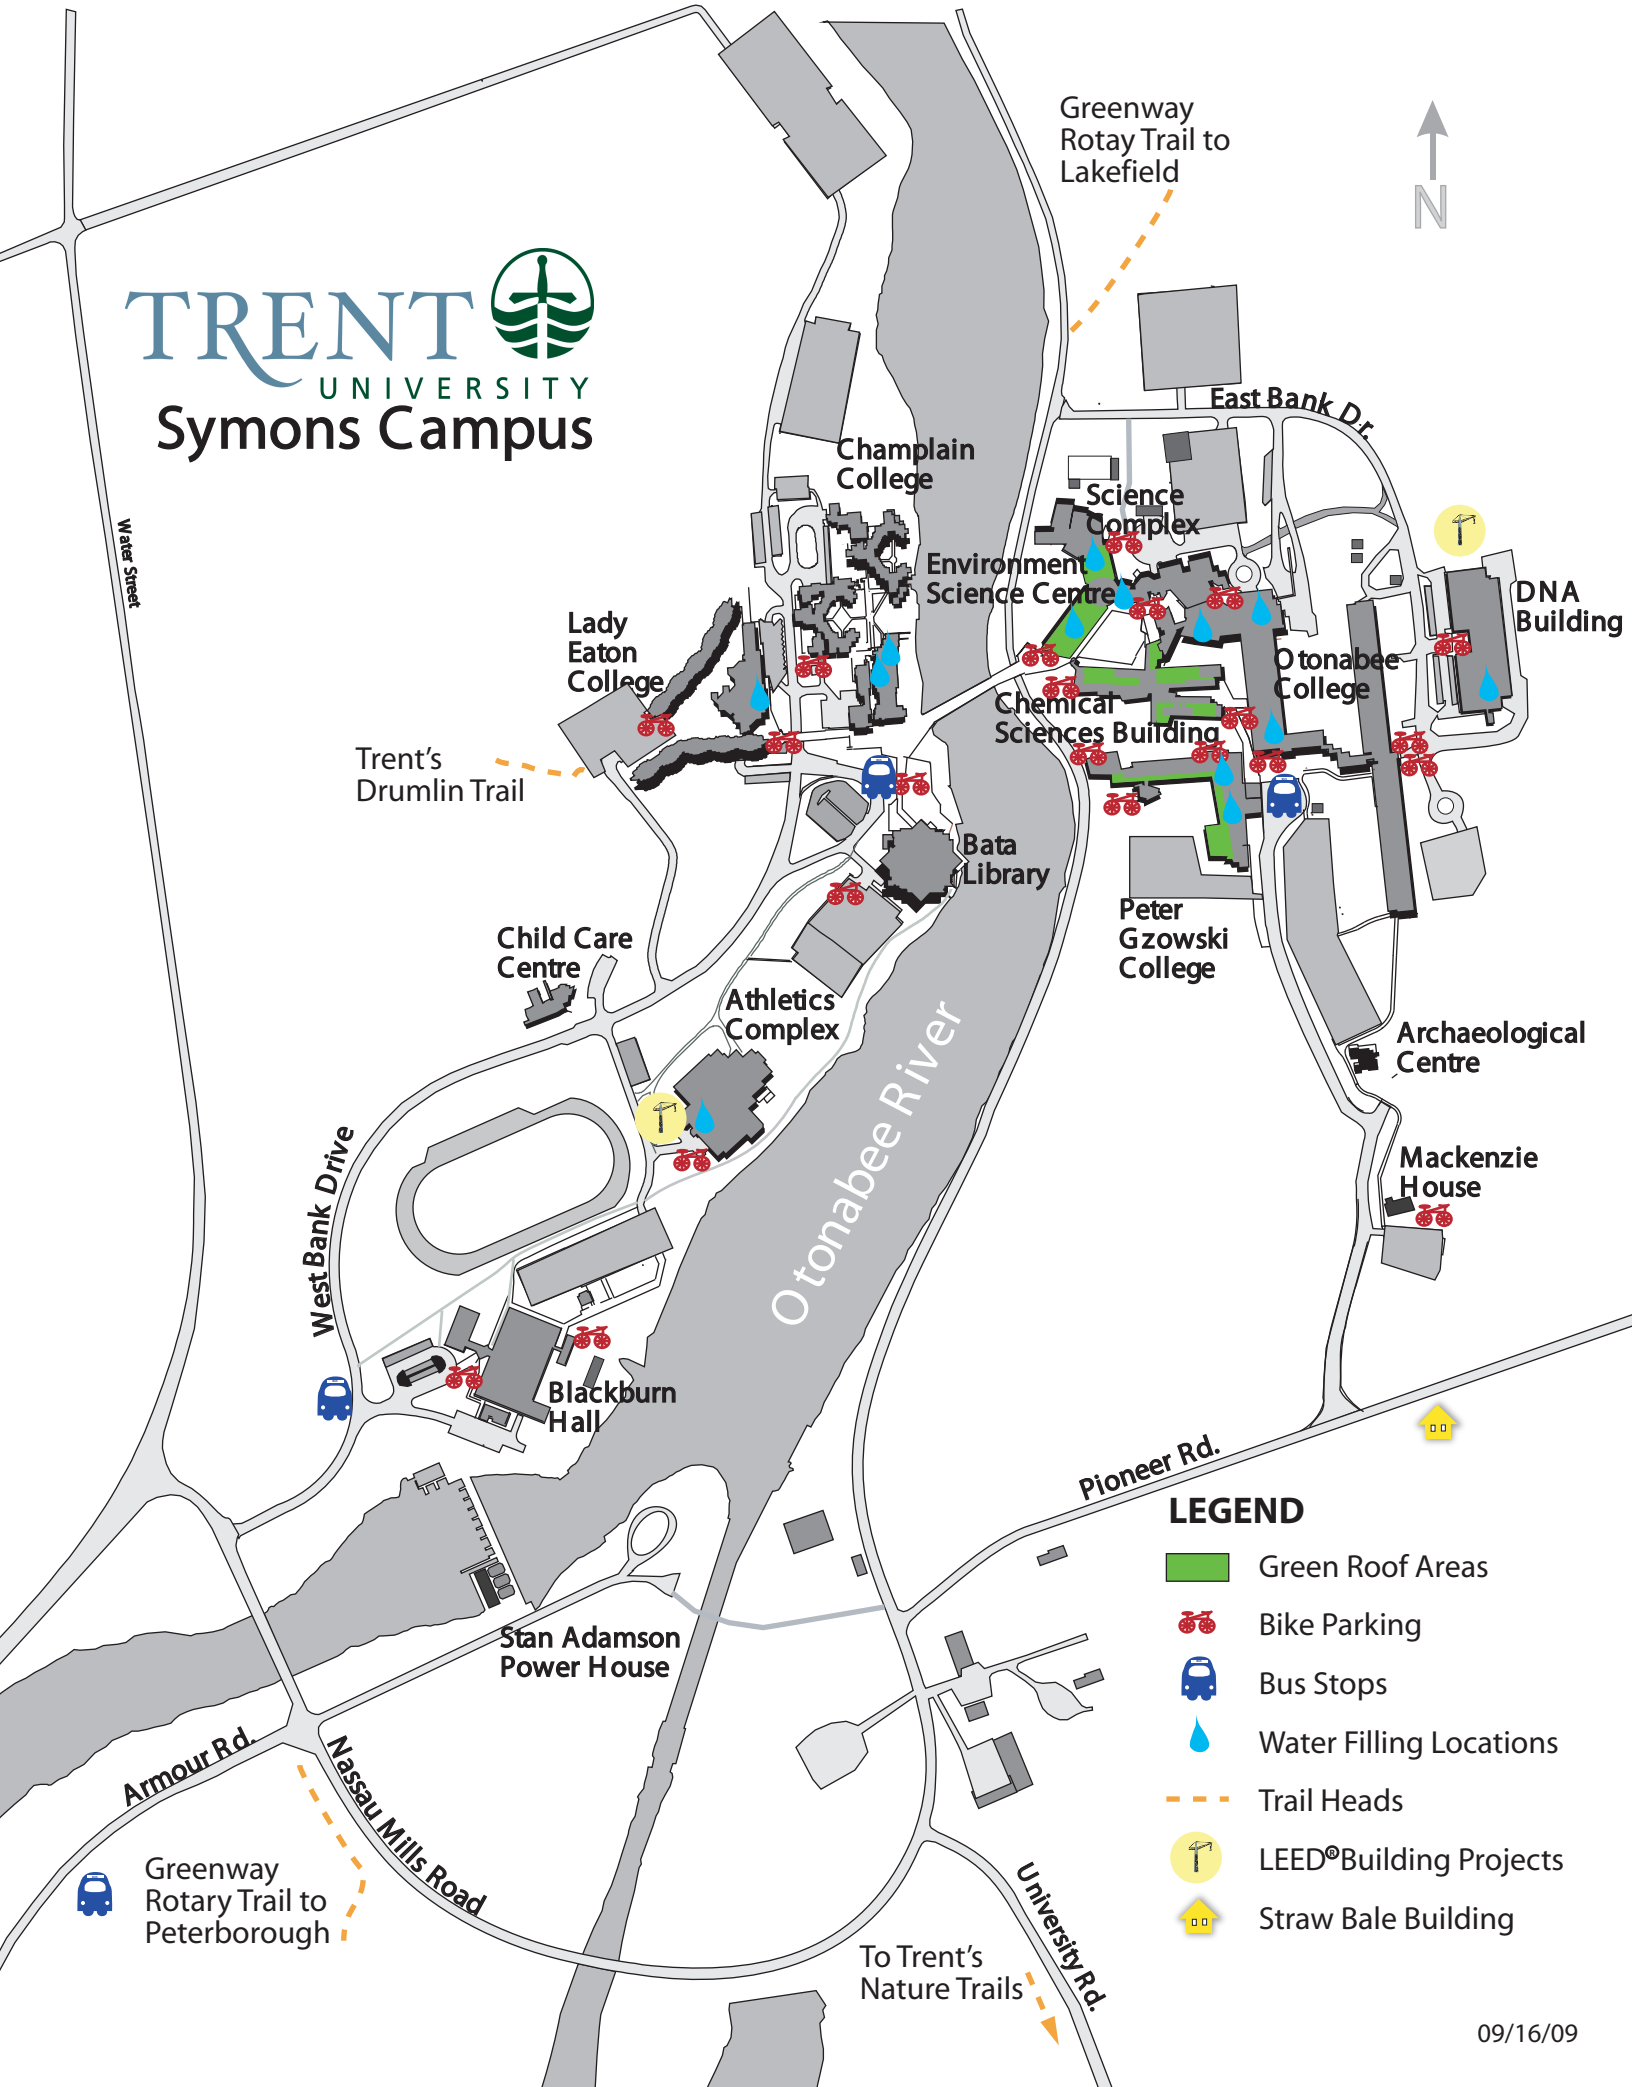 Greenway
Rotay Trail to
Lakefield
N
TRENT
UNIVERSITY
Symons Campus
East Bank Dr.
Champlain
College
Science
Complex
Environment
Science Centre
Water Street
DNA
Building
Lady
Eaton
College
Otonabee
College
Chemical
Sciences Building
Trent's
Drumlin Trail
Bata
Library
Peter
Gzowski
College
Child Care
Centre
Athletics
Complex
Otonabee River
Archaeological
Centre
West Bank Drive
Mackenzie
House
Blackburn
Hall
Pioneer Rd.
LEGEND
Green Roof Areas
Bike Parking
Bus Stops
Water Filling Locations
Trail Heads
LEED®Building Projects
Straw Bale Building
Stan Adamson
Power House
Armour Rd.
Nassau Mills Road
Greenway
Rotary Trail to
Peterborough
University Rd.
To Trent's
Nature Trails
09/16/09